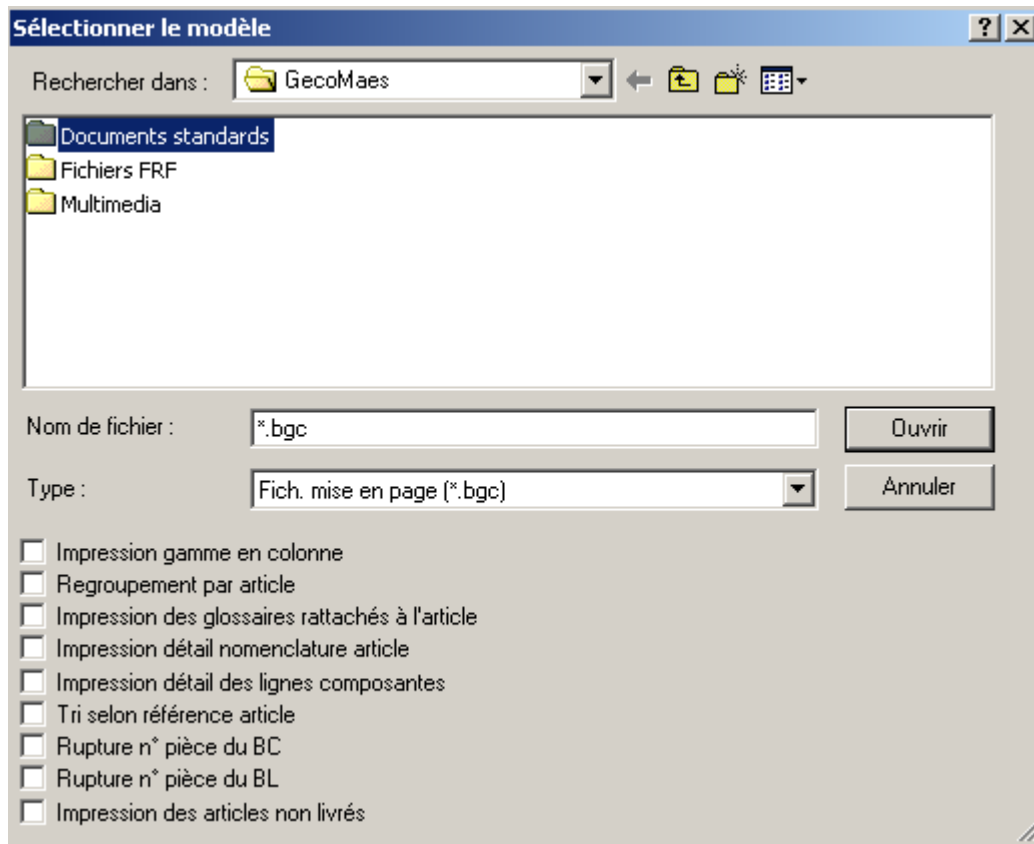 Sélectionner le modèle
Rechercher dans : GecoMaes
Documents standards
Fichiers FRF
Multimedia
Nom de fichier : *.bgc Ouvrir
Type : Fich. mise en page (*.bgc) Annuler
Impression gamme en colonne
Regroupement par article
Impression des glossaires rattachés à l'article
Impression détail nomenclature article
Impression détail des lignes composantes
Tri selon référence article
Rupture n° pièce du BC
Rupture n° pièce du BL
Impression des articles non livrés